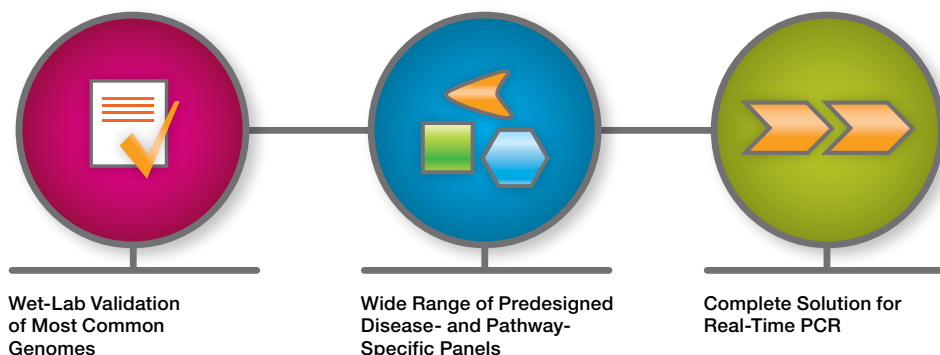 Wet-Lab Validation
of Most Common
Genomes
Wide Range of Predesigned
Disease- and Pathway-
Specific Panels
Complete Solution for
Real-Time PCR